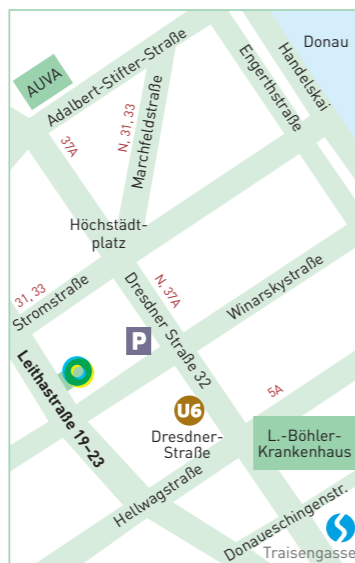 Donau
AUVA
Adalbert-Stifter-Straße
Engerthstraße
Handelskai
37A
N, 31, 33
Marchfeldstraße
Höchstädt-
platz
31, 33
Stromstraße
N, 37A
Dresdner Straße 32
Winarskystraße
P
Leithastraße 19–23
5A
U6
Dresdner-
Straße
L.-Böhler-
Krankenhaus
Hellwagstraße
Donaueschingenstr.
Traisengasse